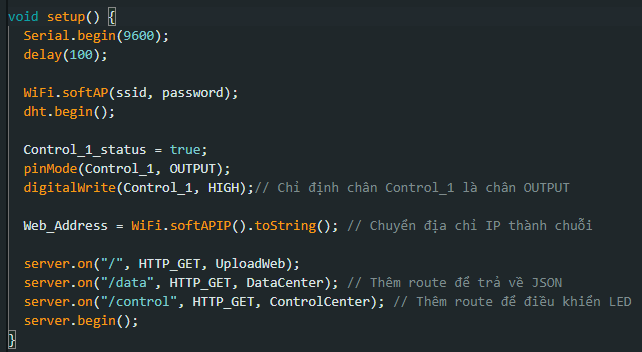 void setup() {
Serial.begin(9600);
delay(100);
WiFi.softAP(ssid, password);
dht.begin();
Control_1_status = true;
pinMode(Control_1, OUTPUT);
digitalWrite(Control_1, HIGH);// Chỉ định chân Control_1 là chân OUTPUT
Web_Address = WiFi.softAPIP().toString(); // Chuyển địa chỉ IP thành chuỗi
server.on("/", HTTP_GET, UploadWeb);
server.on("/data", HTTP_GET, DataCenter); // Thêm route để trả về JSON
server.on("/control", HTTP_GET, ControlCenter); // Thêm route để điều khiển LED
server.begin();
}